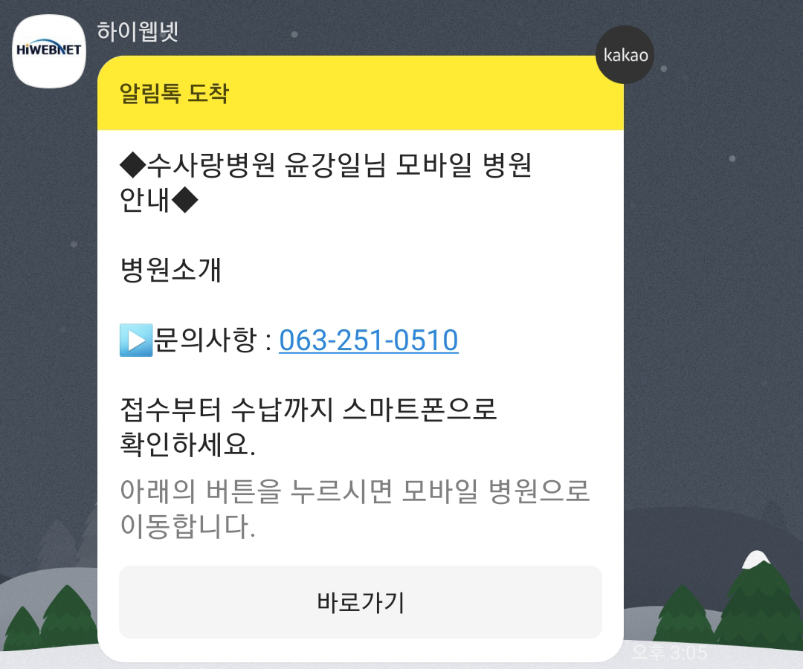 HiWEBNET
하이웹넷
kakao
알림톡 도착
◆수사랑병원 윤강일님 모바일 병원
안내◆
병원소개
▶문의사항 : 063-251-0510
접수부터 수납까지 스마트폰으로
확인하세요.
아래의 버튼을 누르시면 모바일 병원으로
이동합니다.
바로가기
오후 3:05